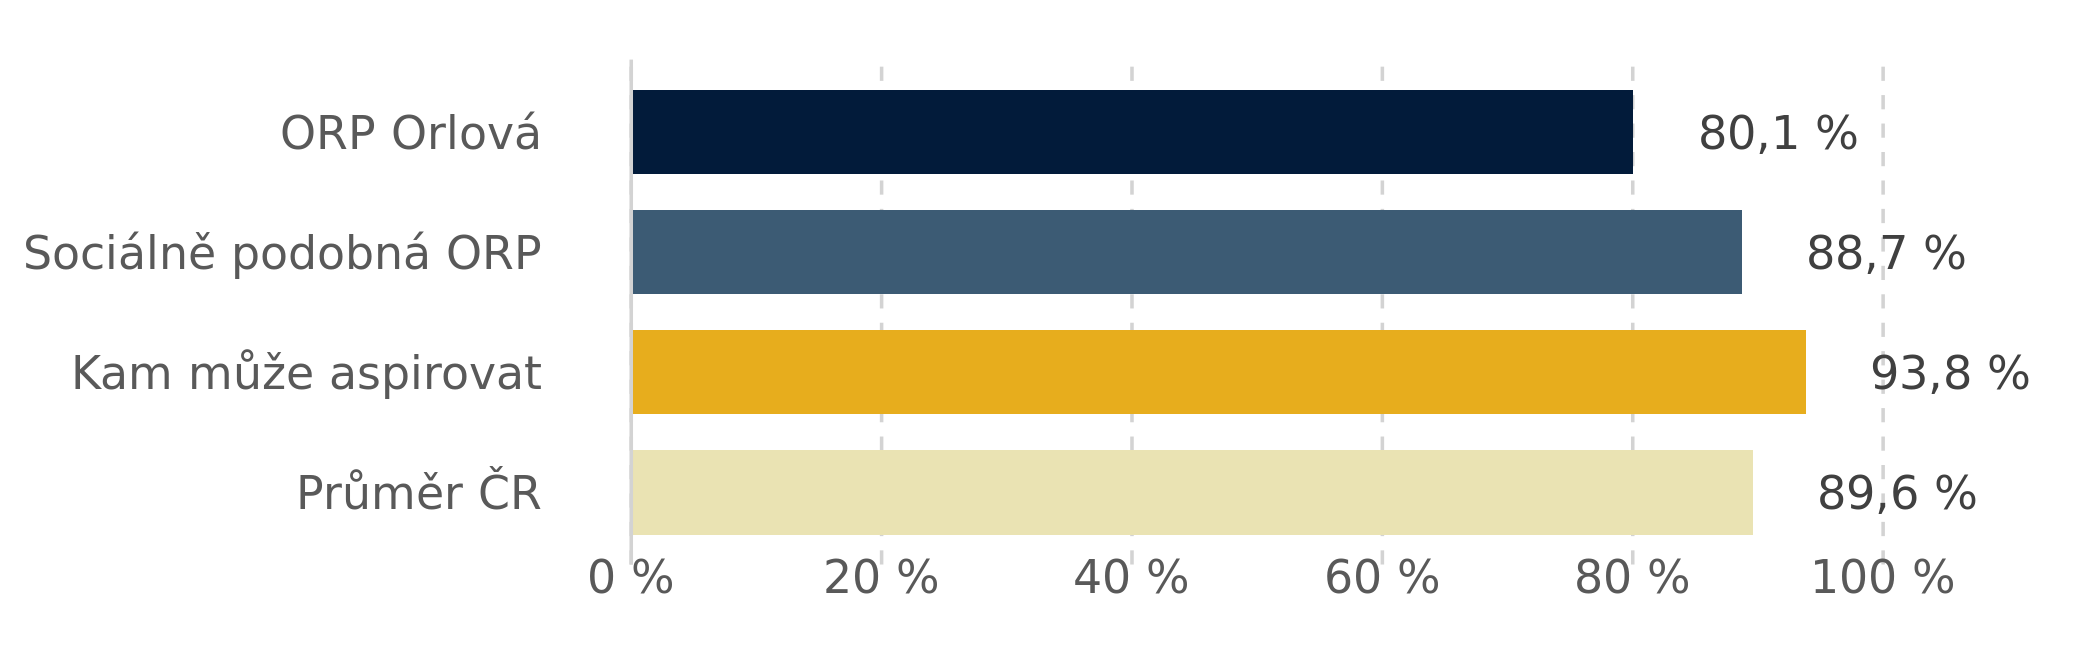 ORP Orlová 80,1 %
Sociálně podobná ORP 88,7 %
Kam může aspirovat 93,8 %
Průměr ČR 89,6 %
0 % 20 % 40 % 60 % 80 % 100 %